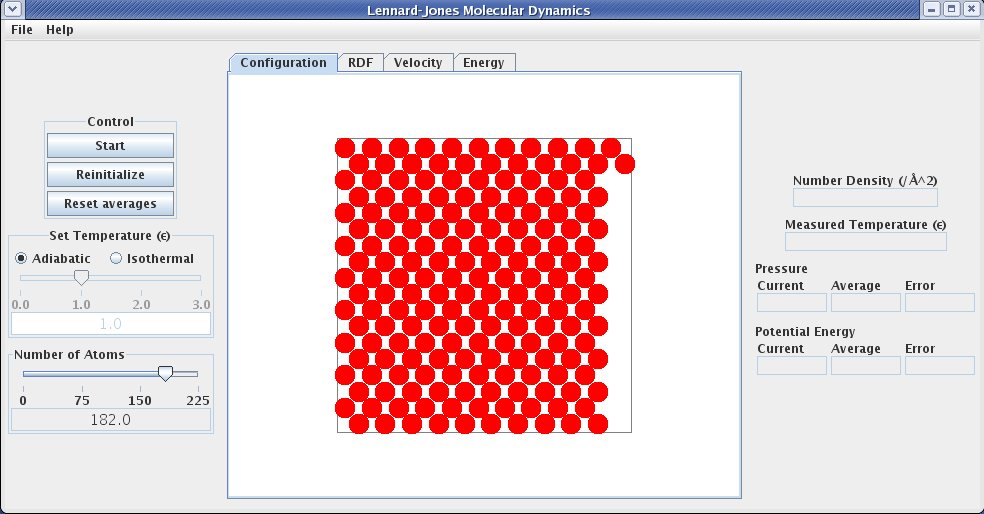 Lennard-Jones Molecular Dynamics
File Help
Configuration RDF Velocity Energy
Control
Start
Reinitialize
Reset averages
Set Temperature (ϵ)
Adiabatic Isothermal
0.0 1.0 2.0 3.0
1.0
Number of Atoms
0 75 150 225
182.0
Number Density (/Å^2)
Measured Temperature (ϵ)
Pressure
Current Average Error
Potential Energy
Current Average Error